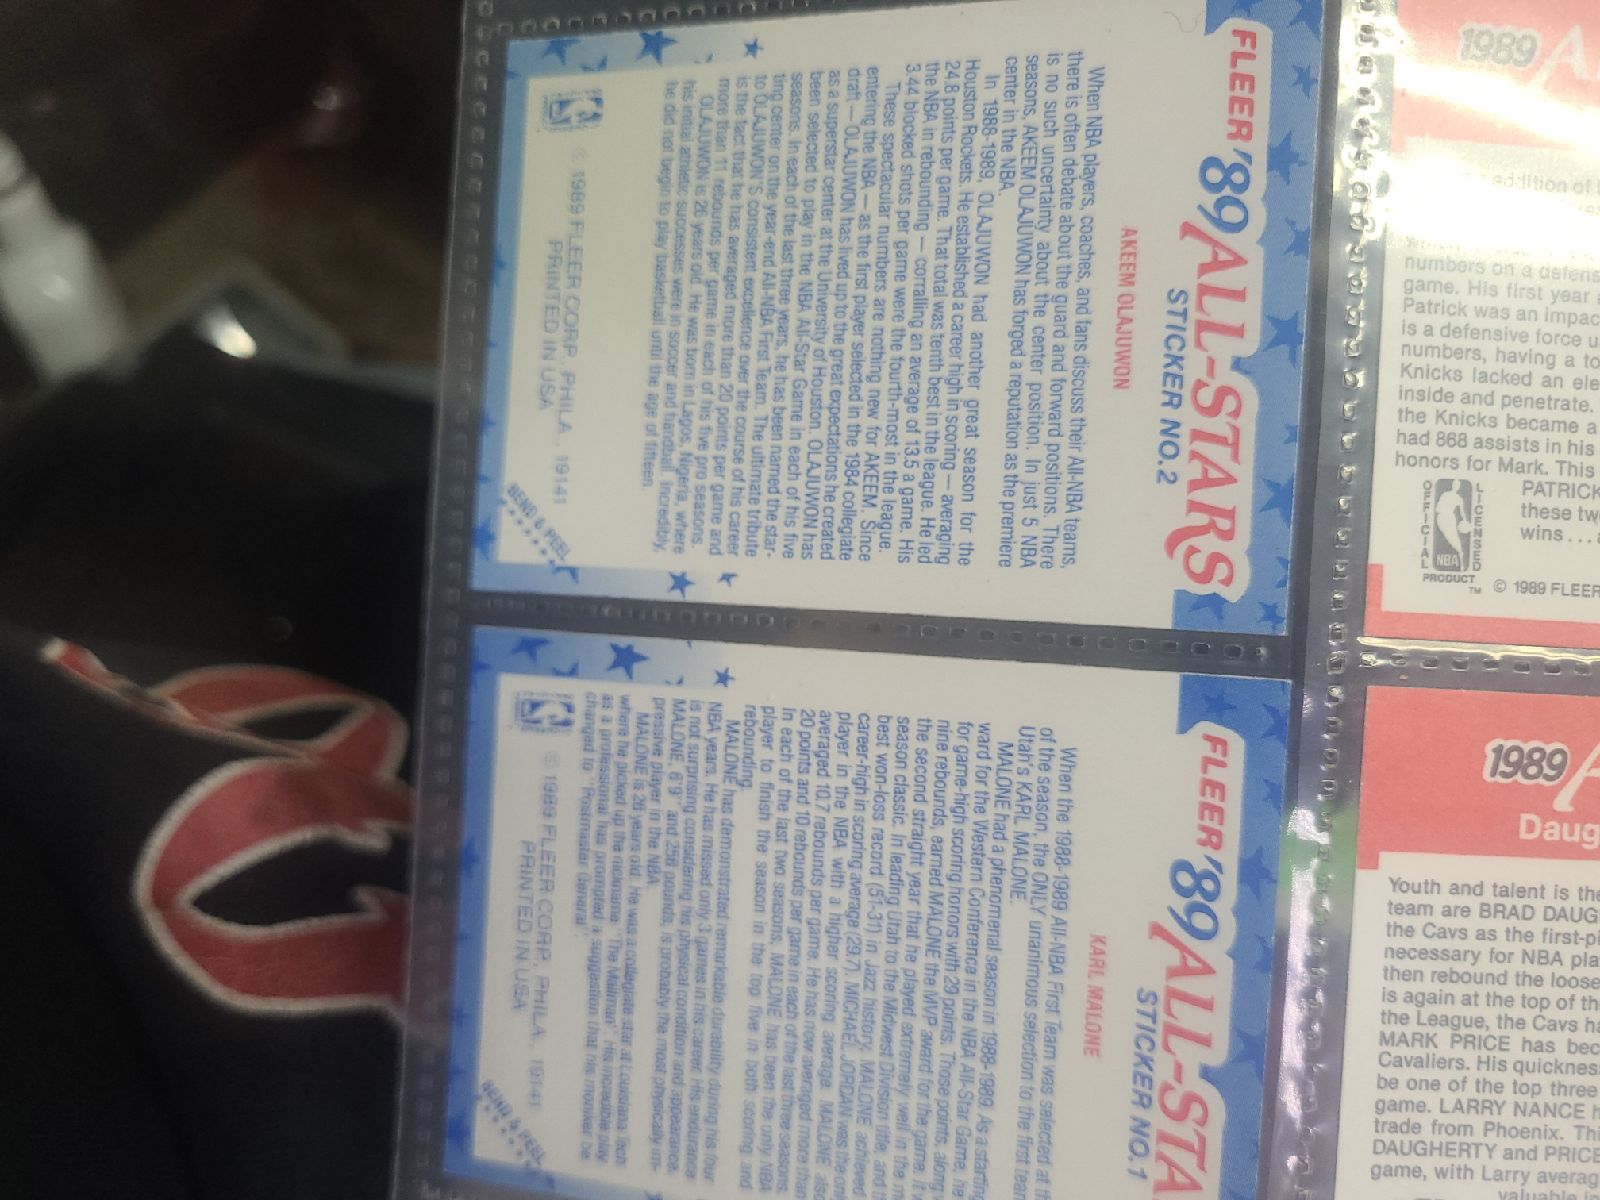 FLEER '89 ALL-STARS
STICKER NO.2
AKEEM OLAJUWON
When NBA players, coaches, and fans discuss their All-NBA teams,
there is often debate about the guard and forward positions. There
is no such uncertainty about the center position. In just 5 NBA
seasons, AKEEM OLAJUWON has forged a reputation as the premiere
center in the NBA.
In 1988-1989, OLAJUWON had another great season for the
Houston Rockets. He established a career high in scoring — averaging
24.8 points per game. That total was tenth best in the league. He led
the NBA in rebounding — corralling an average of 13.5 a game. His
3.44 blocked shots per game were the fourth-most in the league.
These spectacular numbers are nothing new for AKEEM. Since
entering the NBA — as the first player selected in the 1984 collegiate
draft — OLAJUWON has lived up to the great expectations he created
as a superstar center at the University of Houston. OLAJUWON has
been selected to play in the NBA All-Star Game in each of his five
seasons. In each of the last three years, he has been named the star-
ting center on the year-end All-NBA First Team. The ultimate tribute
to OLAJUWON'S consistent excellence over the course of his career
is the fact that he has averaged more than 20 points per game and
more than 11 rebounds per game in each of his five pro seasons.
OLAJUWON is 26 years old. He was born in Lagos, Nigeria, where
his initial athletic successes were in soccer and handball. Incredibly,
he did not begin to play basketball until the age of fifteen.
© 1989 FLEER CORP., PHILA., 19141
PRINTED IN USA
BEND & PEEL
FLEER '89 ALL-STA
STICKER NO.1
KARL MALONE
When the 1988-1989 All-NBA First Team was selected at th
of the season, the ONLY unanimous selection to the first team
Utah's KARL MALONE.
MALONE had a phenomenal season in 1988-1989. As a starting
ward for the Western Conference in the NBA All-Star Game, he
for game-high scoring honors with 28 points. Those points, along
nine rebounds, earned MALONE the MVP award for the game. It w
the second straight year that he played extremely well in the m
season classic. In leading Utah to the Midwest Division title, and t
best won-loss record (51-31) in Jazz history, MALONE achieved
career-high in scoring average (29.7). MICHAEL JORDAN was the on
player in the NBA with a higher scoring average. MALONE als
averaged 10.7 rebounds per game. He has now averaged more than
20 points and 10 rebounds per game in each of the last three seasons.
In each of the last two seasons, MALONE has been the only NBA
player to finish the season in the top five in both scoring and
rebounding.
MALONE has demonstrated remarkable durability during his four
NBA years. He has missed only 3 games in his career. His endurance
is not surprising considering his physical condition and appearance.
MALONE, 6'9" and 256 pounds, is probably the most physically im-
pressive player in the NBA.
MALONE is 26 years old. He was a collegiate star at Louisiana Tech
where he picked up the nickname "The Mailman". His incredible play
as a professional has prompted a suggestion that his moniker be
changed to "Postmaster General".
© 1989 FLEER CORP., PHILA., 19141
PRINTED IN USA
BEND & PEEL
1989 A
addition of
numbers on a defens
game. His first year
Patrick was an impac
is a defensive force u
numbers, having a to
Knicks lacked an ele
inside and penetrate.
the Knicks became a
had 868 assists in his
honors for Mark. This
PATRICK
these tw
wins...
OFFICIAL LICENSED
NBA
PRODUCT
TM © 1989 FLEER
1989 A
Daug
Youth and talent is the
team are BRAD DAUG
the Cavs as the first-pi
necessary for NBA pla
then rebound the loose
is again at the top of th
the League, the Cavs ha
MARK PRICE has bec
Cavaliers. His quicknes
be one of the top three
game. LARRY NANCE h
trade from Phoenix. Thi
DAUGHERTY and PRICE
game, with Larry averag
valuable in